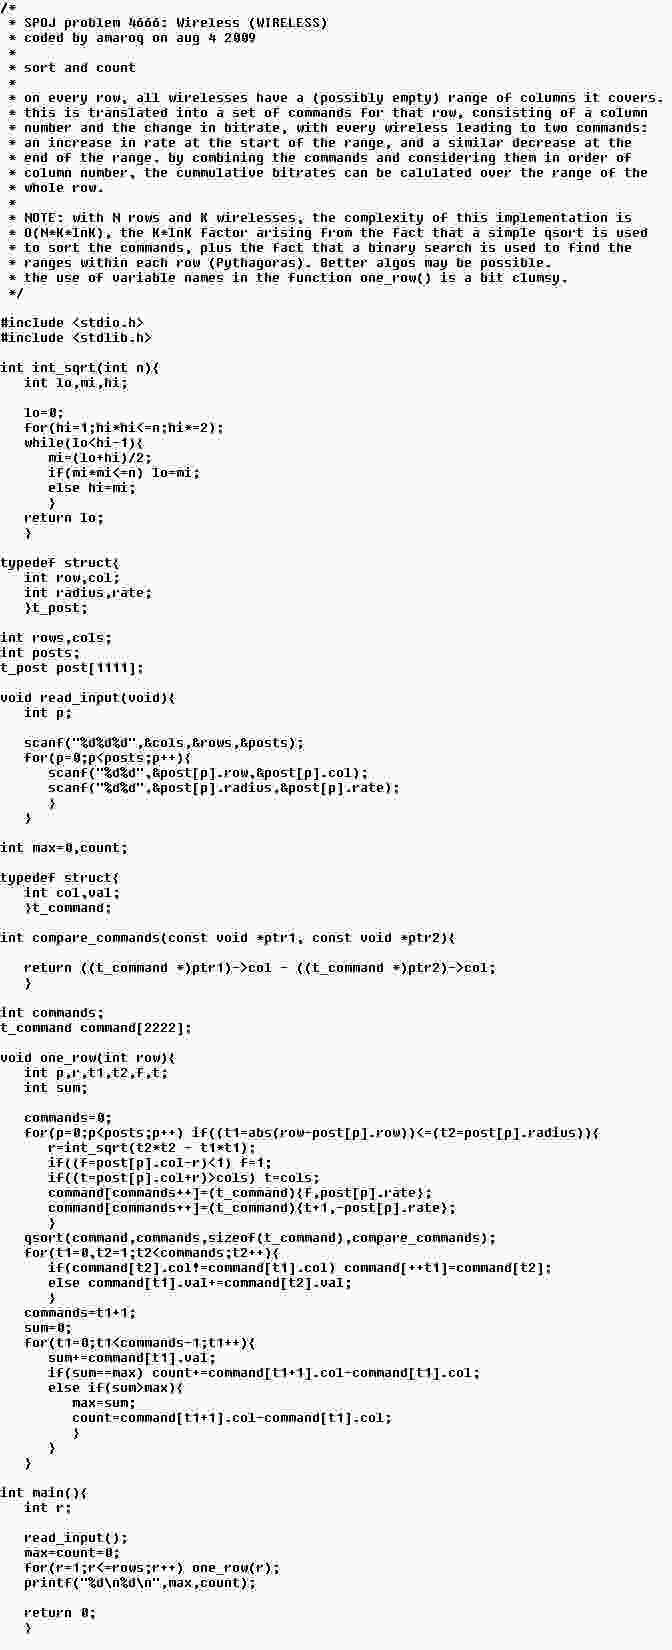 /*
 * SPOJ problem 4666: Wireless (WIRELESS)
 * coded by amaroq on aug 4 2009
 *
 * sort and count
 *
 * on every row, all wirelesses have a (possibly empty) range of columns it covers.
 * this is translated into a set of commands for that row, consisting of a column
 * number and the change in bitrate, with every wireless leading to two commands:
 * an increase in rate at the start of the range, and a similar decrease at the
 * end of the range. by combining the commands and considering them in order of
 * column number, the cummulative bitrates can be calulated over the range of the
 * whole row.
 *
 * NOTE: with N rows and K wirelesses, the complexity of this implementation is
 * O(N*K*lnK), the K*lnK factor arising from the fact that a simple qsort is used
 * to sort the commands, plus the fact that a binary search is used to find the
 * ranges within each row (Pythagoras). Better algos may be possible.
 * the use of variable names in the function one_row() is a bit clumsy.
 */

#include <stdio.h>
#include <stdlib.h>

int int_sqrt(int n){
   int lo,mi,hi;

   lo=0;
   for(hi=1;hi*hi<=n;hi*=2);
   while(lo<hi-1){
      mi=(lo+hi)/2;
      if(mi*mi<=n) lo=mi;
      else hi=mi;
      }
   return lo;
   }

typedef struct{
   int row,col;
   int radius,rate;
   }t_post;

int rows,cols;
int posts;
t_post post[1111];

void read_input(void){
   int p;

   scanf("%d%d%d",&cols,&rows,&posts);
   for(p=0;p<posts;p++){
      scanf("%d%d",&post[p].row,&post[p].col);
      scanf("%d%d",&post[p].radius,&post[p].rate);
      }
   }

int max=0,count;

typedef struct{
   int col,val;
   }t_command;

int compare_commands(const void *ptr1, const void *ptr2){

   return ((t_command *)ptr1)->col - ((t_command *)ptr2)->col;
   }

int commands;
t_command command[2222];

void one_row(int row){
   int p,r,t1,t2,f,t;
   int sum;

   commands=0;
   for(p=0;p<posts;p++) if((t1=abs(row-post[p].row))<=(t2=post[p].radius)){
      r=int_sqrt(t2*t2 - t1*t1);
      if((f=post[p].col-r)<1) f=1;
      if((t=post[p].col+r)>cols) t=cols;
      command[commands++]=(t_command){f,post[p].rate};
      command[commands++]=(t_command){t+1,-post[p].rate};
      }
   qsort(command,commands,sizeof(t_command),compare_commands);
   for(t1=0,t2=1;t2<commands;t2++){
      if(command[t2].col!=command[t1].col) command[++t1]=command[t2];
      else command[t1].val+=command[t2].val;
      }
   commands=t1+1;
   sum=0;
   for(t1=0;t1<commands-1;t1++){
      sum+=command[t1].val;
      if(sum==max) count+=command[t1+1].col-command[t1].col;
      else if(sum>max){
         max=sum;
         count=command[t1+1].col-command[t1].col;
         }
      }
   }

int main(){
   int r;

   read_input();
   max=count=0;
   for(r=1;r<=rows;r++) one_row(r);
   printf("%d\n%d\n",max,count);

   return 0;
   }